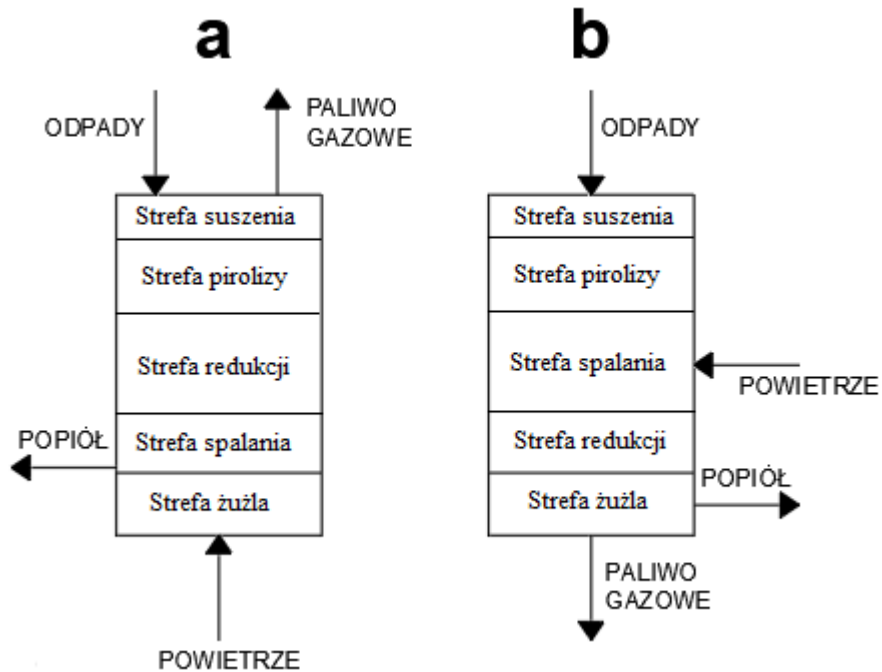 a
ODPADY
PALIWO
GAZOWE
Strefa suszenia
Strefa pirolizy
Strefa redukcji
Strefa spalania
Strefa żużla
POPIÓŁ
POWIETRZE
b
ODPADY
Strefa suszenia
Strefa pirolizy
Strefa spalania
Strefa redukcji
Strefa żużla
POWIETRZE
POPIÓŁ
PALIWO
GAZOWE